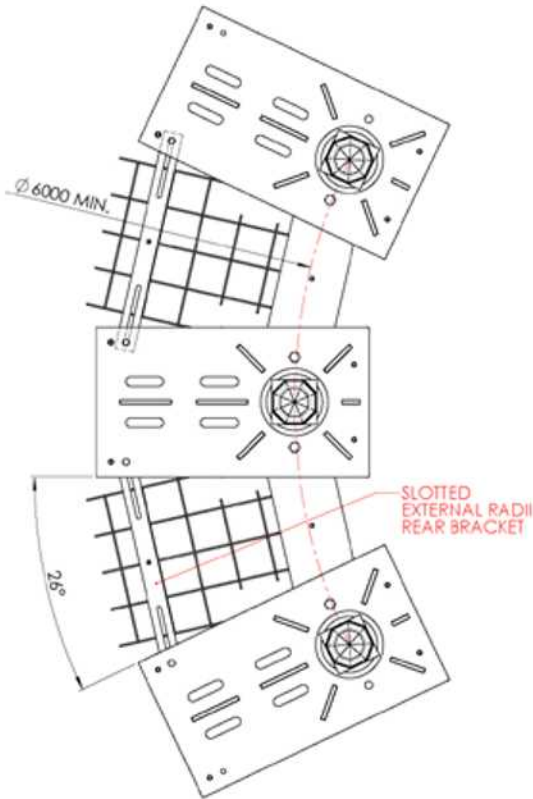 Ø 6000 MIN.
SLOTTED
EXTERNAL RADII
REAR BRACKET
26°